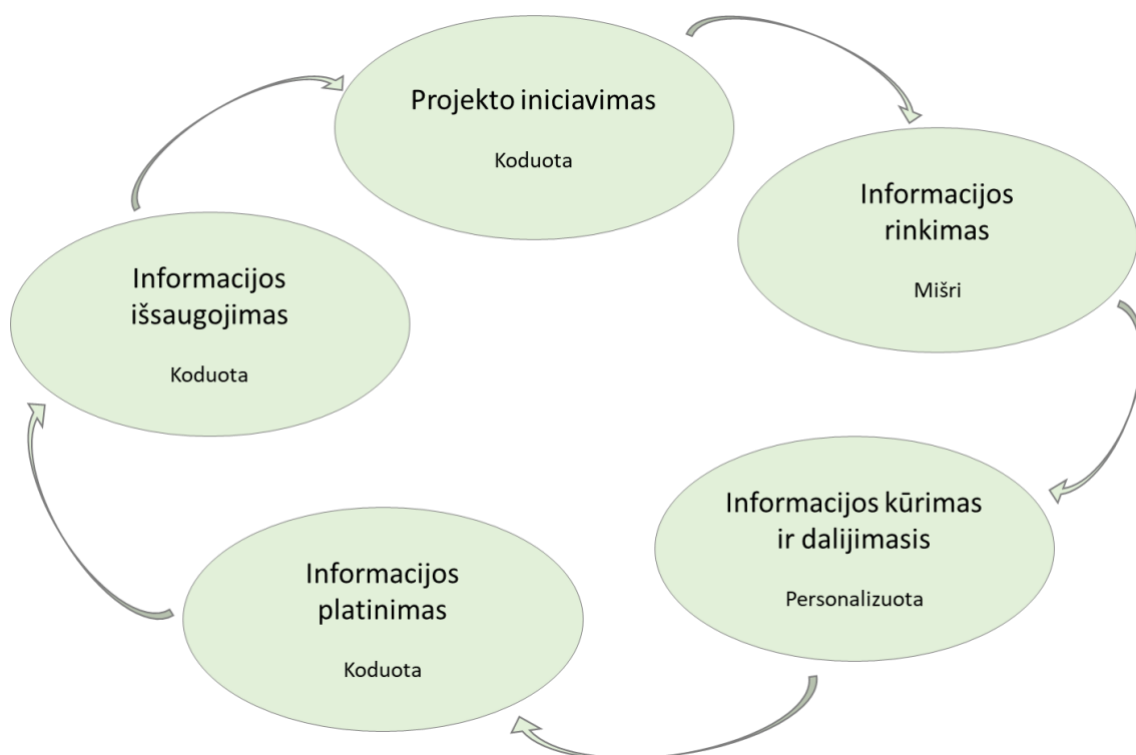 Projekto iniciavimas
Koduota
Informacijos
rinkimas
Mišri
Informacijos kūrimas
ir dalijimasis
Personalizuota
Informacijos
platinimas
Koduota
Informacijos
išsaugojimas
Koduota